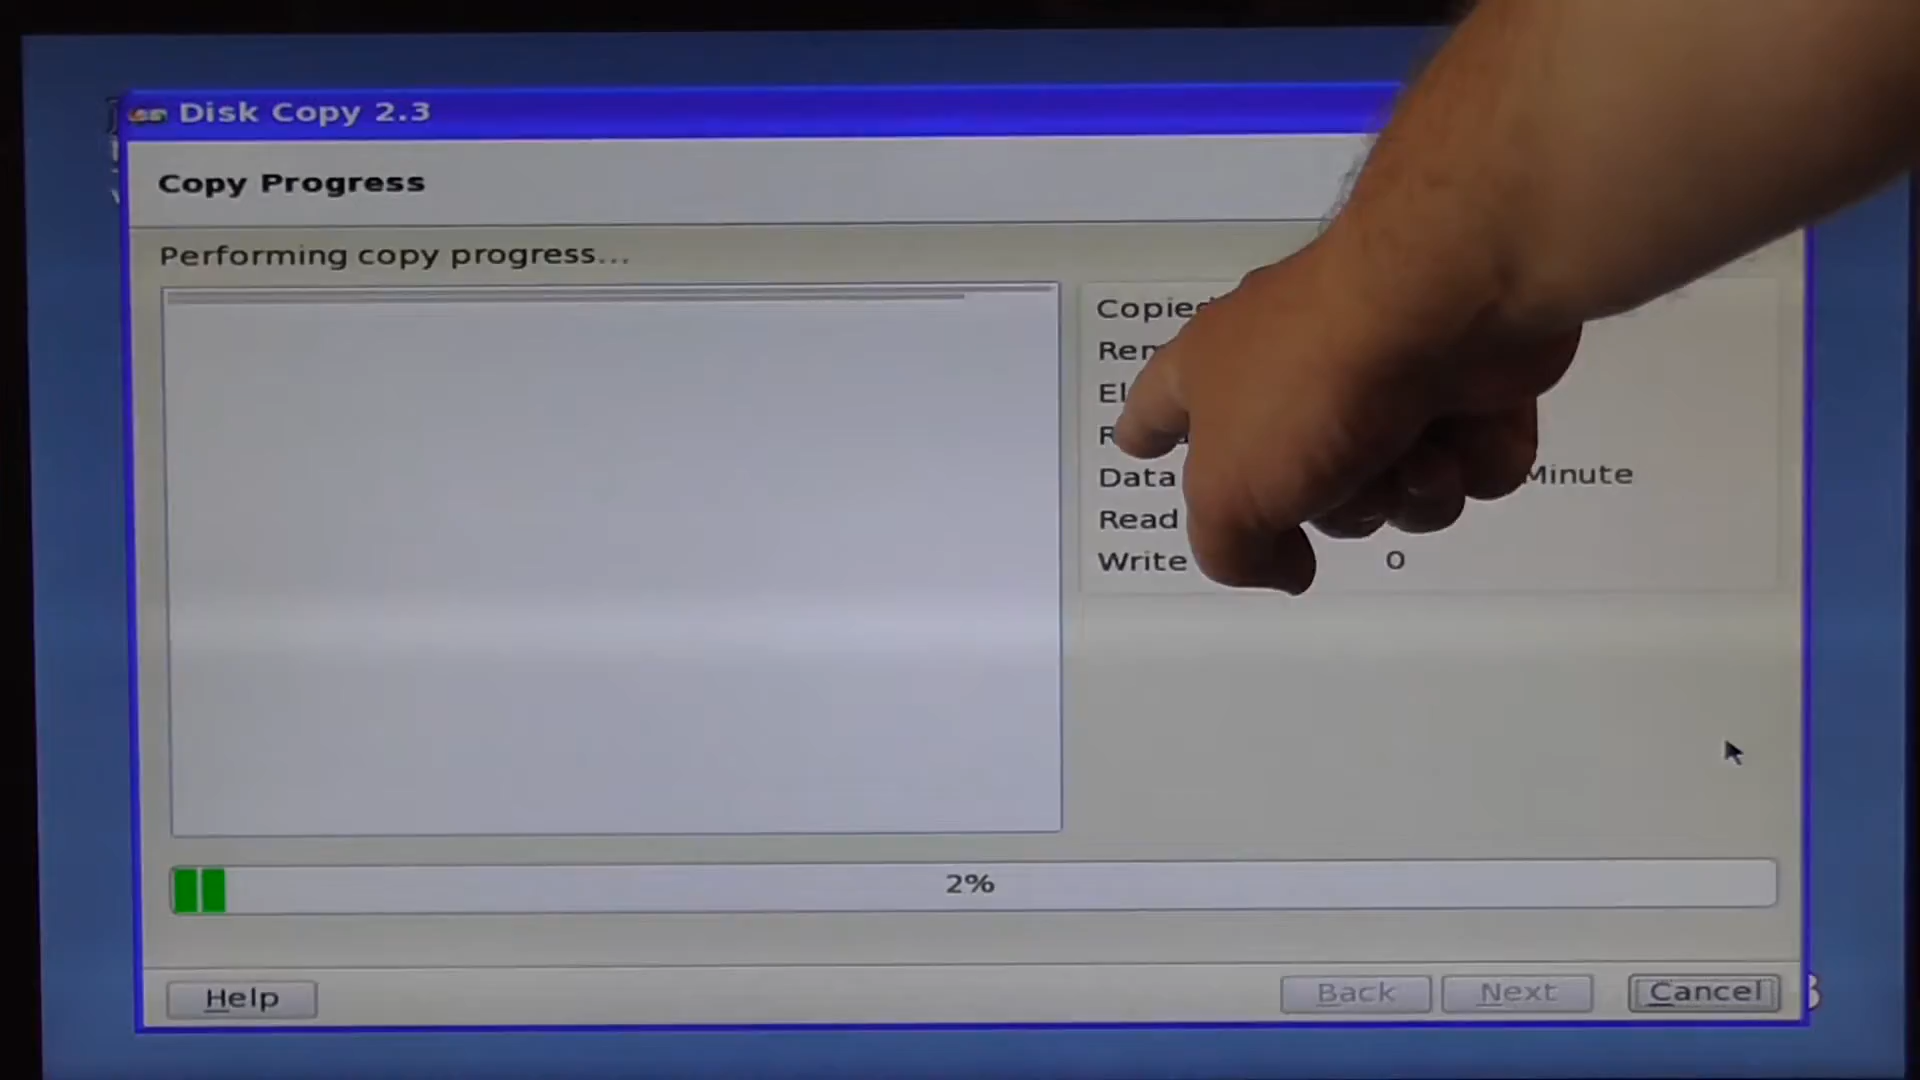 Disk Copy 2.3
Copy Progress
Performing copy progress...
Data Minute
Read
Write 0
2%
Help Back Next Cancel